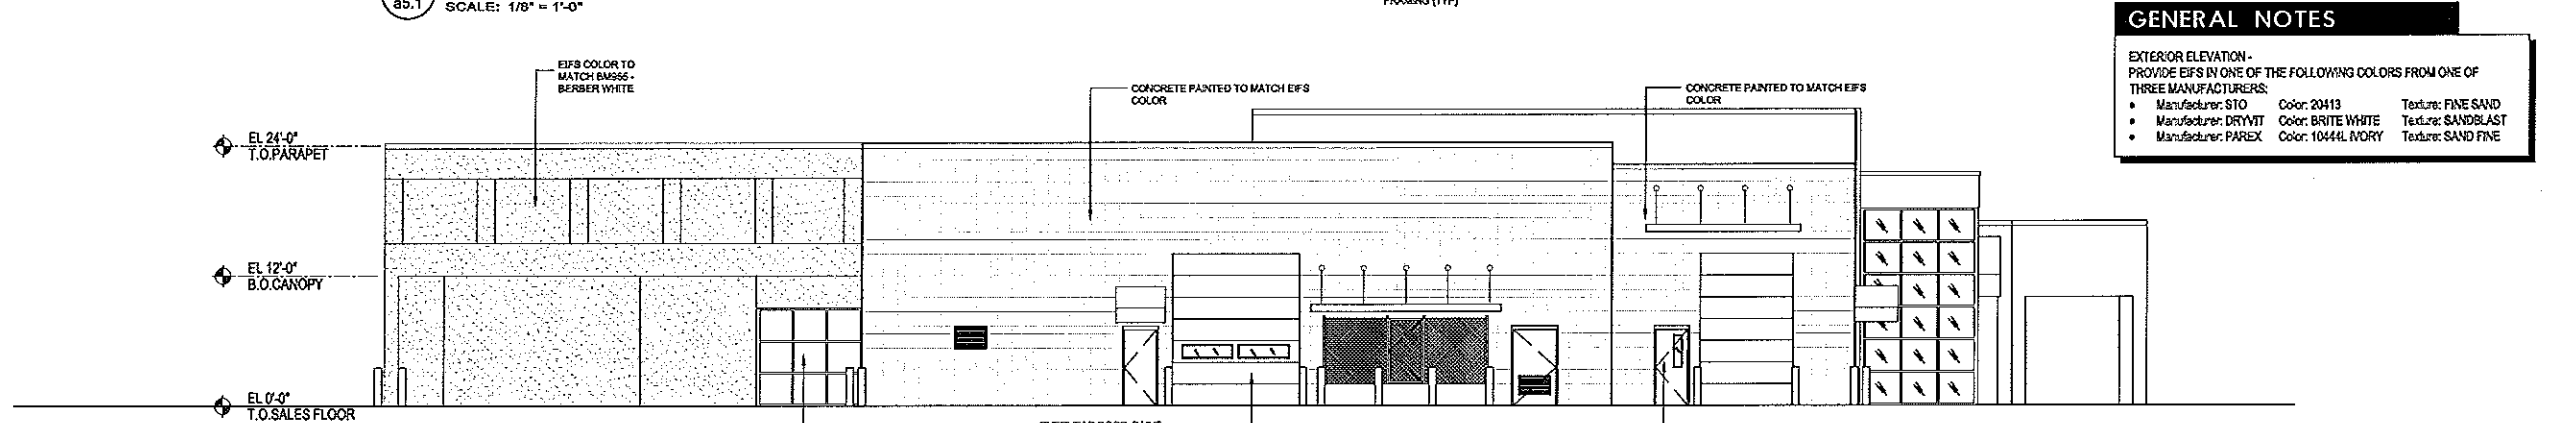 a5.1
SCALE: 1/8" = 1'-0"
FRAMING (TYP)
GENERAL NOTES
EXTERIOR ELEVATION -
PROVIDE EIFS IN ONE OF THE FOLLOWING COLORS FROM ONE OF
THREE MANUFACTURERS:
• Manufacturer: STO Color: 20413 Texture: FINE SAND
• Manufacturer: DRYVIT Color: BRITE WHITE Texture: SANDBLAST
• Manufacturer: PAREX Color: 10444L IVORY Texture: SAND FINE
EIFS COLOR TO
MATCH BM955 -
BERBER WHITE
CONCRETE PAINTED TO MATCH EIFS
COLOR
CONCRETE PAINTED TO MATCH EIFS
COLOR
EL 24'-0"
T.O.PARAPET
EL 12'-0"
B.O.CANOPY
EL 0'-0"
T.O.SALES FLOOR